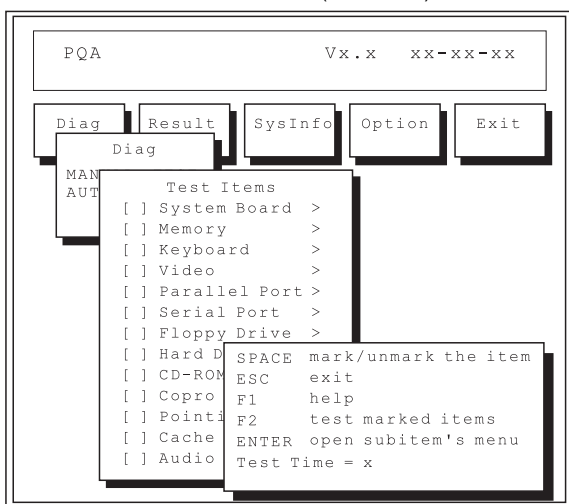 PQA Vx.x xx-xx-xx
Diag Result SysInfo Option Exit
Diag
MAN
AUT
Test Items
[ ] System Board >
[ ] Memory >
[ ] Keyboard >
[ ] Video >
[ ] Parallel Port >
[ ] Serial Port >
[ ] Floppy Drive >
[ ] Hard D
[ ] CD-ROM
[ ] Copro
[ ] Pointi
[ ] Cache
[ ] Audio
SPACE mark/unmark the item
ESC exit
F1 help
F2 test marked items
ENTER open subitem's menu
Test Time = x